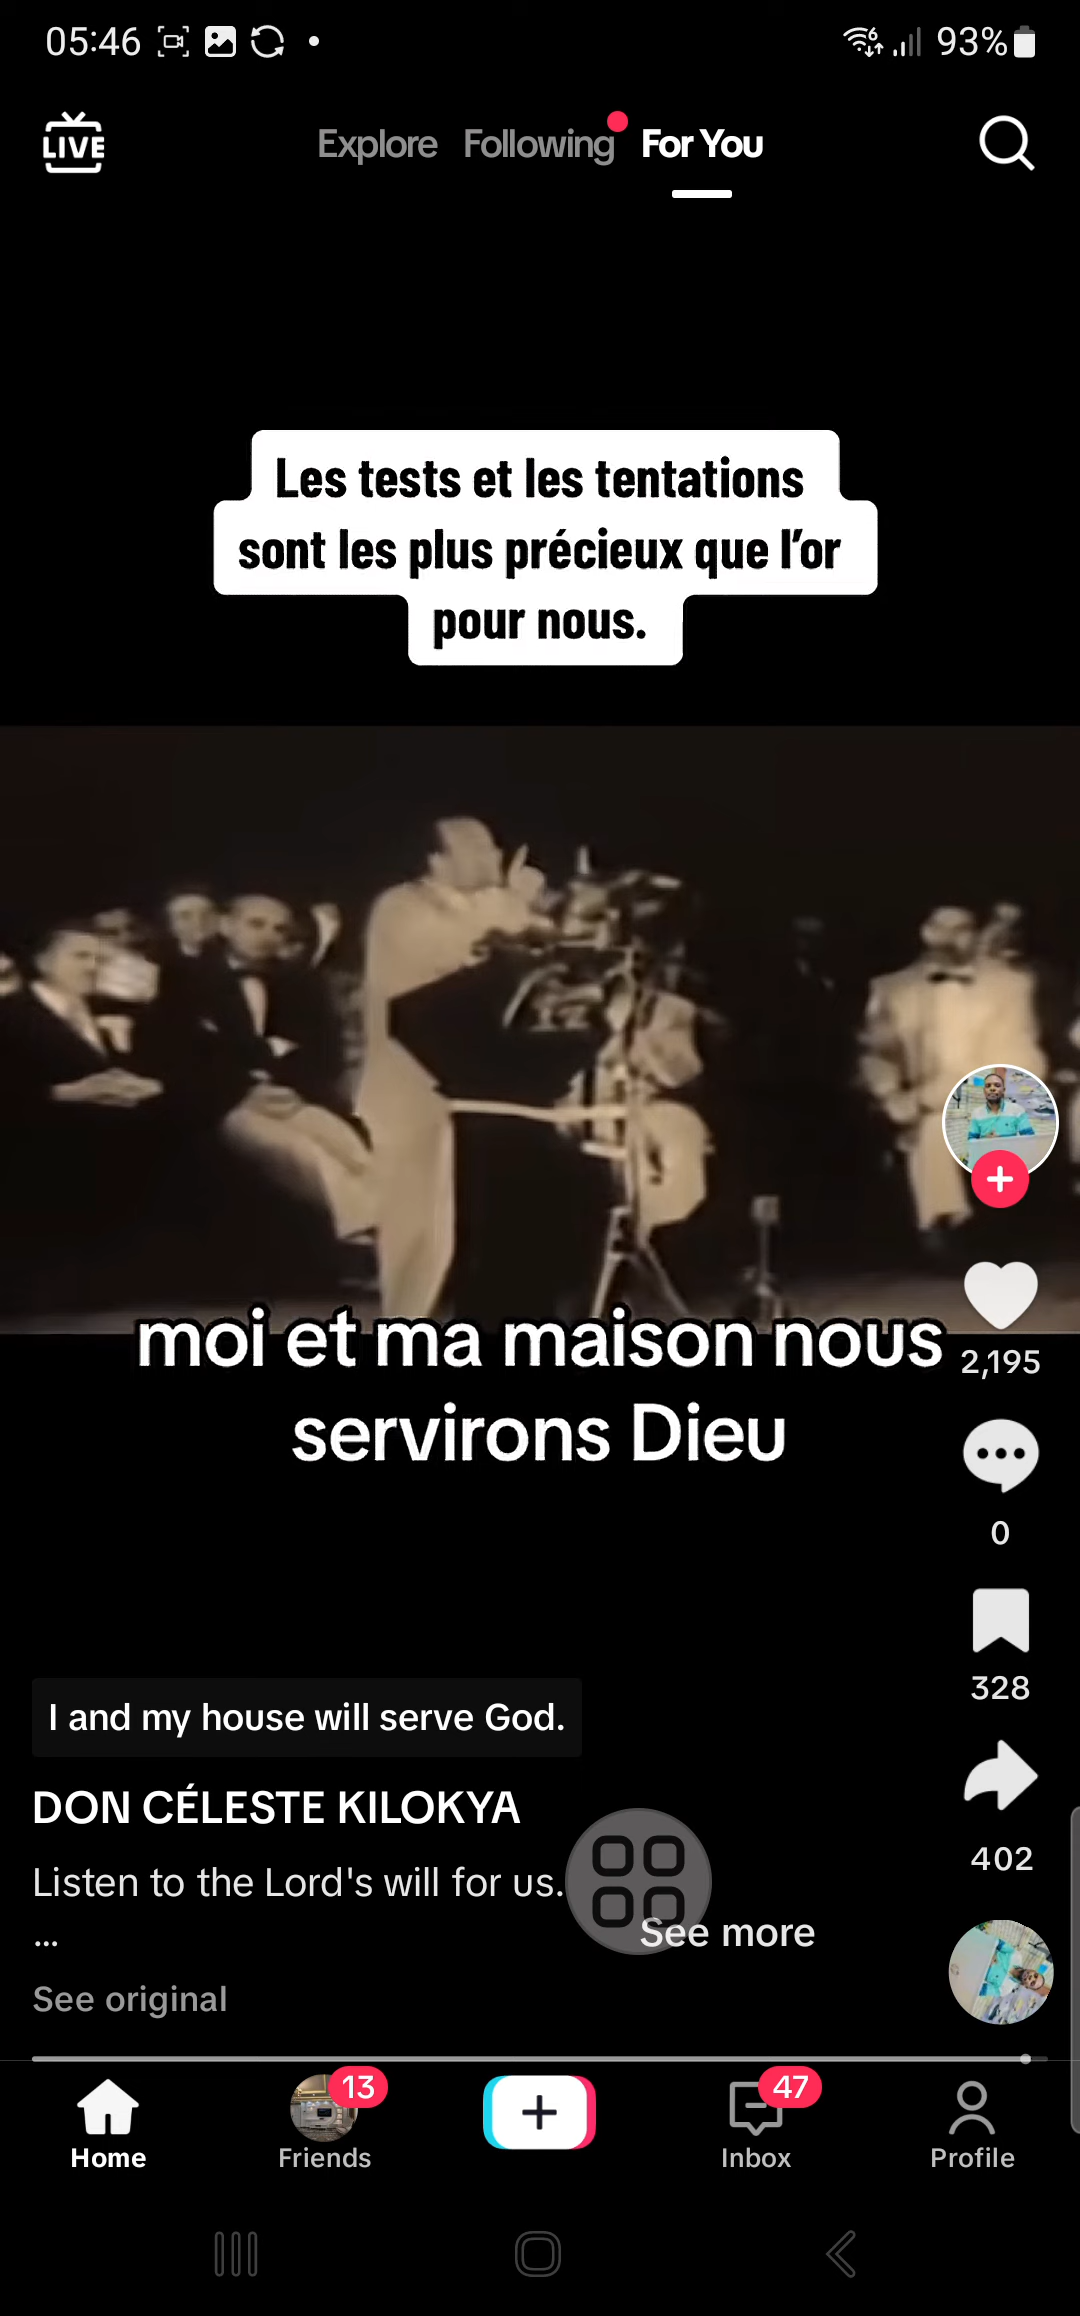 05:46
93%
LIVE
Explore Following For You
Les tests et les tentations
sont les plus précieux que l'or
pour nous.
moi et ma maison nous
servirons Dieu
2,195
0
328
402
I and my house will serve God.
DON CÉLESTE KILOKYA
Listen to the Lord's will for us.
... See more
See original
13
47
Home Friends Inbox Profile